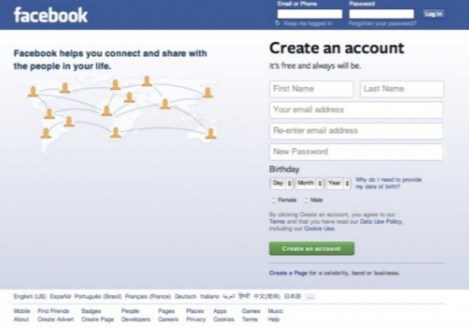 facebook
Email or Phone
Password
Keep me logged in
Forgotten your password?
Log In
Facebook helps you connect and share with
the people in your life.
Create an account
It's free and always will be.
First Name
Last Name
Your email address
Re-enter email address
New Password
Birthday
Day Month Year
Why do I need to provide
my date of birth?
Female Male
By clicking Create an account, you agree to our
Terms and that you have read our Data Use Policy,
including our Cookie Use.
Create an account
Create a Page for a celebrity, band or business.
English (US) Español Português (Brasil) Français (France) Deutsch Italiano العربية हिन्दी 中文(简体) 日本語 ...
Mobile Find Friends Badges People Pages Places Apps Games Music
About Create Advert Create Page Developers Careers Privacy Cookies Terms Help